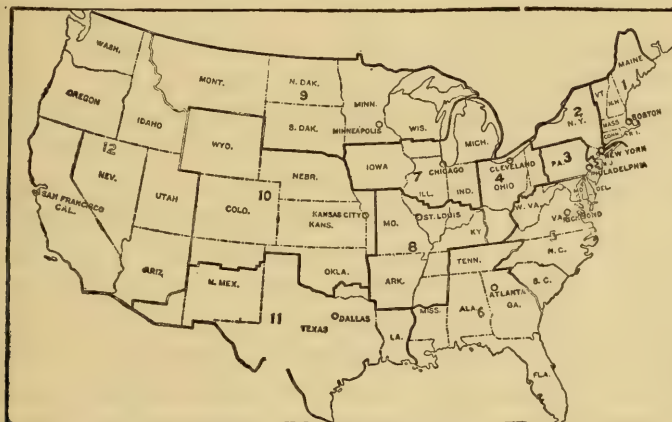 WASH.
MAINE
MONT.
N. DAK.
9
MINN.
VT.
N.H.
1
OREGON
IDAHO
S. DAK.
MINNEAPOLIS
WIS.
MICH.
2
N.Y.
MASS
BOSTON
CONN.
R.I.
WYO.
12
NEV.
NEBR.
IOWA
CHICAGO
7
ILL.
IND.
CLEVELAND
4
OHIO
PA.
3
NEW YORK
N.J.
PHILADELPHIA
DEL.
UTAH
10
COLO.
KANSAS CITY
KANS.
MO.
ST. LOUIS
8
KY
W. VA.
VA.
RICHMOND
SAN FRANCISCO
CAL.
ARIZ.
N. MEX.
OKLA.
ARK.
TENN.
N.C.
S.C.
ATLANTA
GA.
11
TEXAS
DALLAS
LA.
MISS.
ALA.
6
FLA.